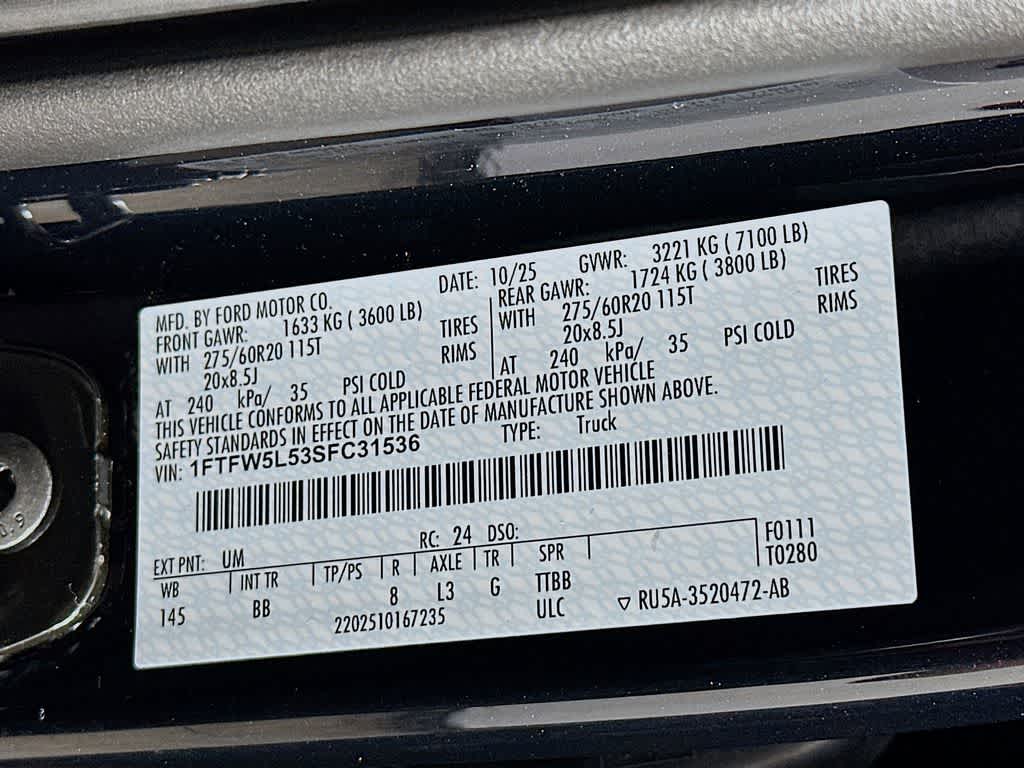 MFD. BY FORD MOTOR CO.
DATE: 10/25 GVWR: 3221 KG ( 7100 LB)
FRONT GAWR: 1633 KG ( 3600 LB)
WITH 275/60R20 115T TIRES
20x8.5J RIMS
AT 240 kPa/ 35 PSI COLD
REAR GAWR: 1724 KG ( 3800 LB)
WITH 275/60R20 115T TIRES
20x8.5J RIMS
AT 240 kPa/ 35 PSI COLD
THIS VEHICLE CONFORMS TO ALL APPLICABLE FEDERAL MOTOR VEHICLE
SAFETY STANDARDS IN EFFECT ON THE DATE OF MANUFACTURE SHOWN ABOVE.
VIN: 1FTFW5L53SFC31536 TYPE: Truck
EXT PNT: UM RC: 24 DSO:
WB INT TR TP/PS R AXLE TR SPR F0111
145 BB 8 L3 G TTBB T0280
2202510167235 ULC ▽ RU5A-3520472-AB